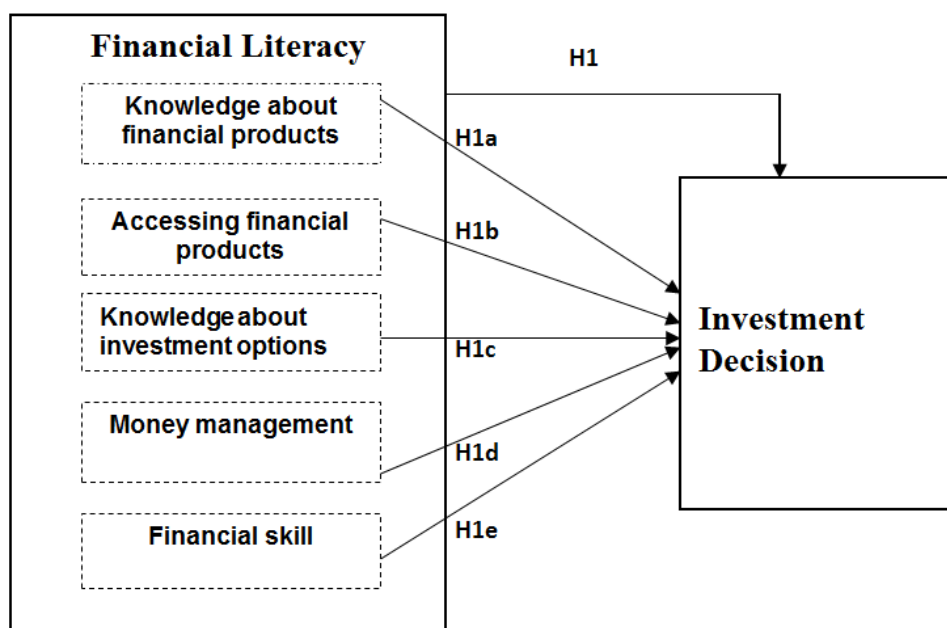 Financial Literacy
H1
Knowledge about
financial products
H1a
Accessing financial
products
H1b
Knowledge about
investment options
H1c
Investment
Decision
Money management
H1d
Financial skill
H1e